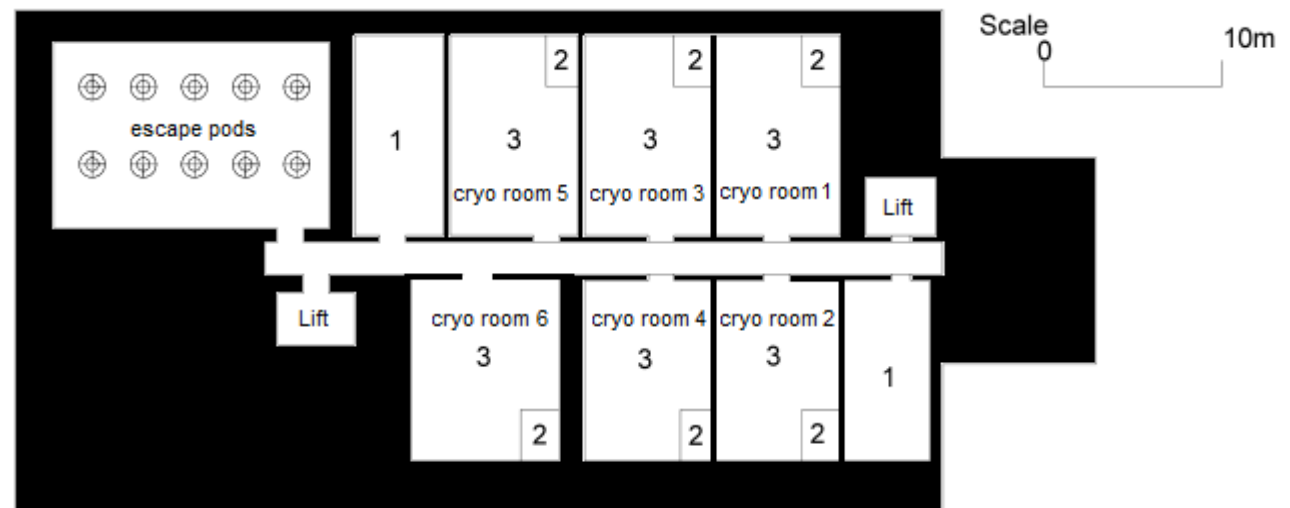 Scale
0 10m
2 2 2
escape pods
1 3 3 3
cryo room 5 cryo room 3 cryo room 1
Lift
Lift
cryo room 6 cryo room 4 cryo room 2
3 3 3
1
2 2 2